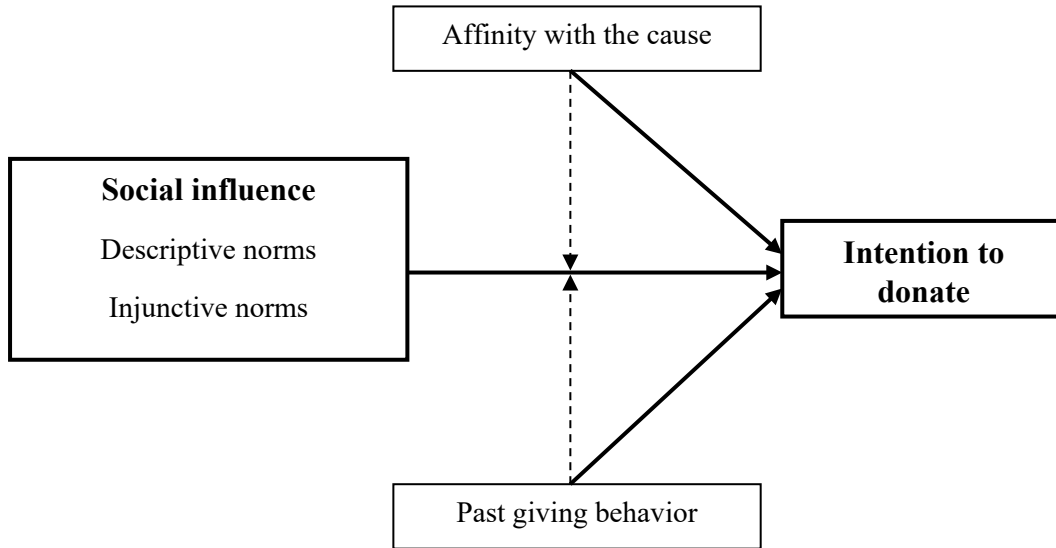 Affinity with the cause
Social influence
Descriptive norms
Injunctive norms
Intention to
donate
Past giving behavior